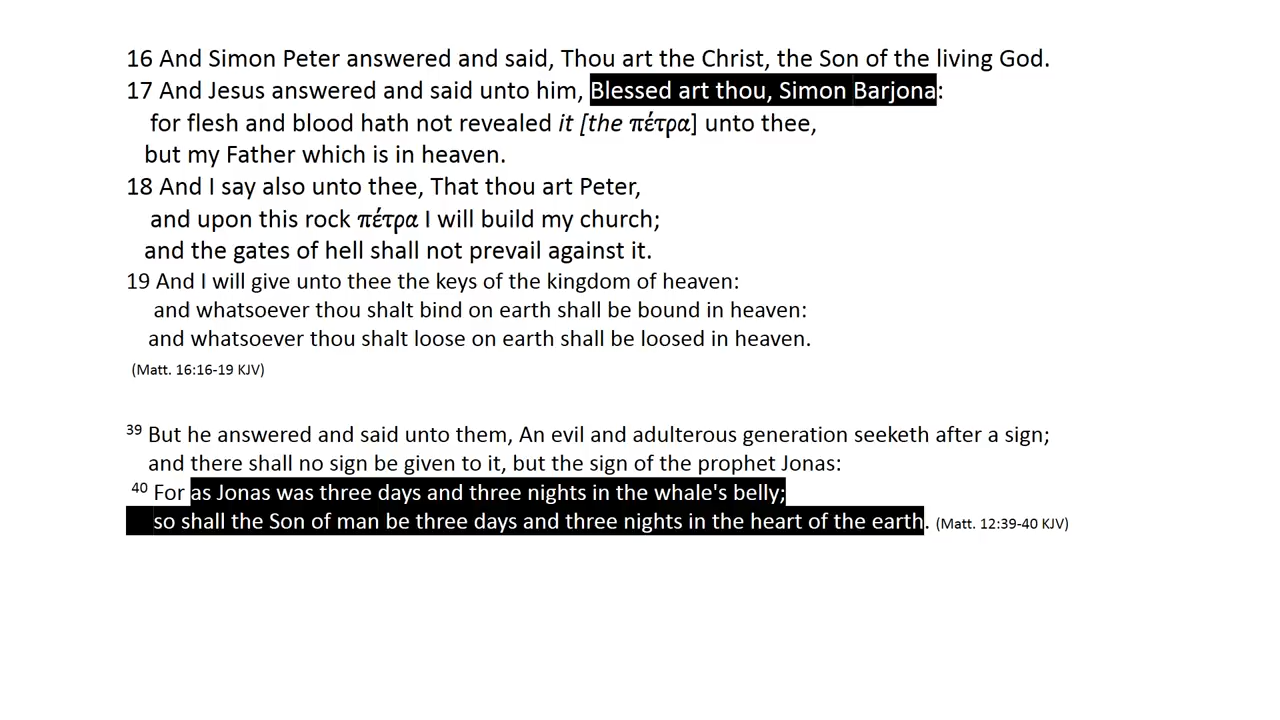 16 And Simon Peter answered and said, Thou art the Christ, the Son of the living God.
17 And Jesus answered and said unto him, Blessed art thou, Simon Barjona:
for flesh and blood hath not revealed it [the πέτρα] unto thee,
but my Father which is in heaven.
18 And I say also unto thee, That thou art Peter,
and upon this rock πέτρα I will build my church;
and the gates of hell shall not prevail against it.
19 And I will give unto thee the keys of the kingdom of heaven:
and whatsoever thou shalt bind on earth shall be bound in heaven:
and whatsoever thou shalt loose on earth shall be loosed in heaven.
(Matt. 16:16-19 KJV)
39 But he answered and said unto them, An evil and adulterous generation seeketh after a sign;
and there shall no sign be given to it, but the sign of the prophet Jonas:
40 For as Jonas was three days and three nights in the whale's belly;
so shall the Son of man be three days and three nights in the heart of the earth. (Matt. 12:39-40 KJV)